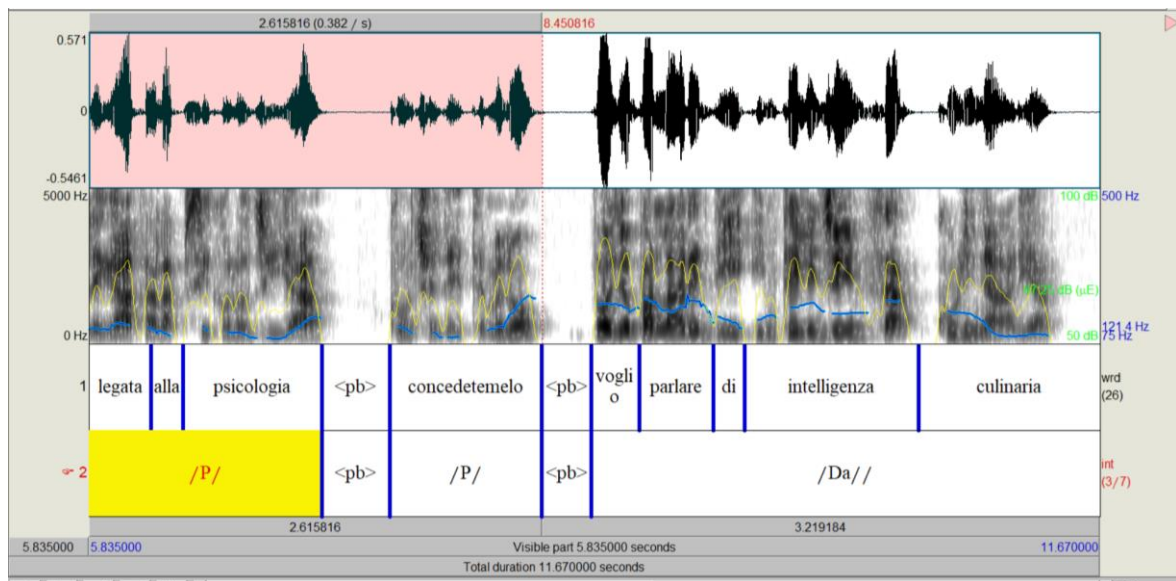 2.615816 (0.382 / s) 8.450816
0.571
0
-0.5461
5000 Hz 100 dB 500 Hz
121.4 Hz
0 Hz 50 dB 75 Hz
1 legata alla psicologia <pb> concedetemelo <pb> vogli parlare di intelligenza culinaria wrd
o (26)
2 /P/ <pb> /P/ <pb> /Da// int
(3/7)
2.615816 3.219184
5.835000 5.835000 Visible part 5.835000 seconds 11.670000
Total duration 11.670000 seconds